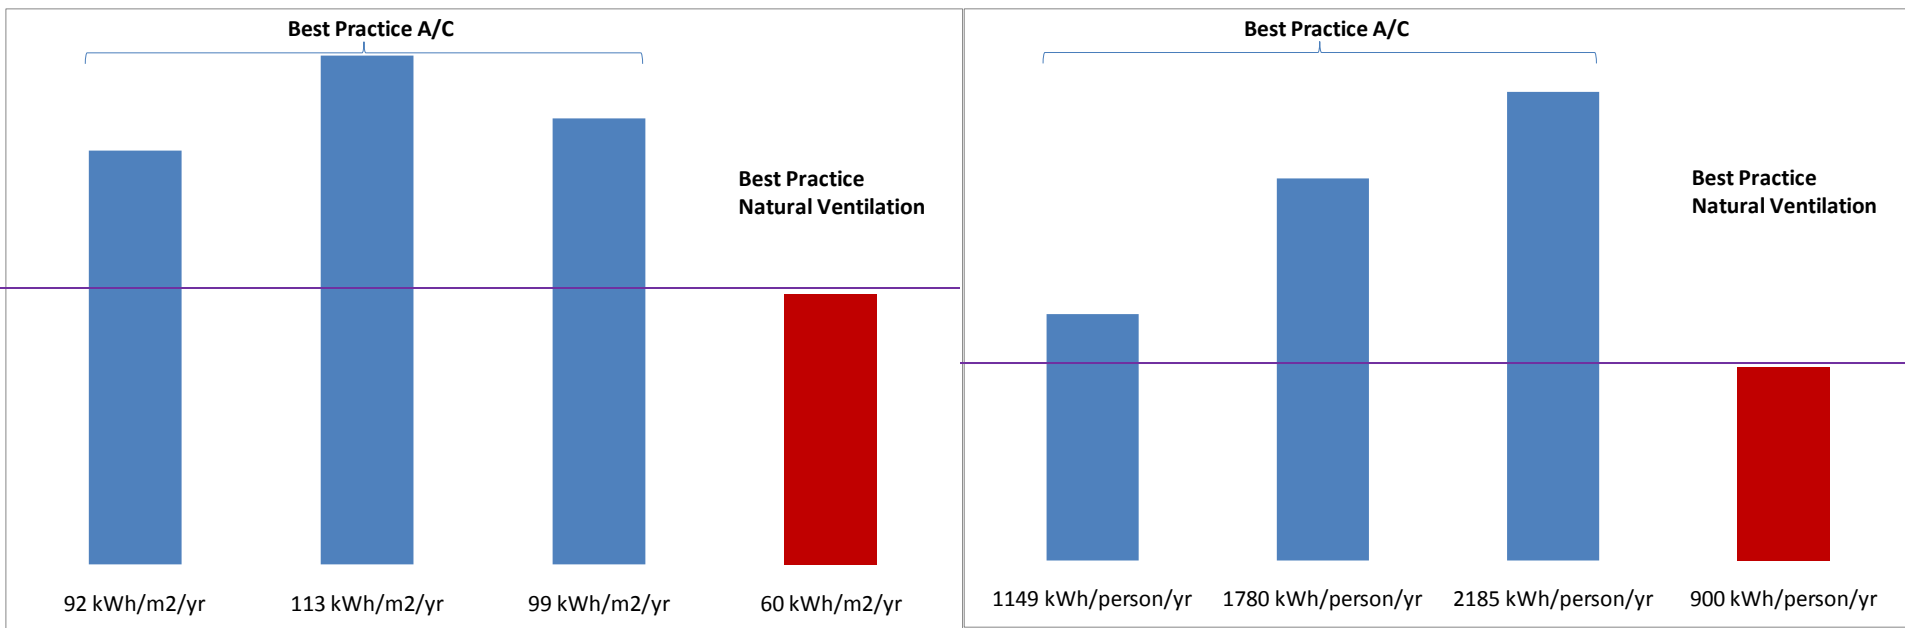 Best Practice A/C
Best Practice
Natural Ventilation
92 kWh/m2/yr
113 kWh/m2/yr
99 kWh/m2/yr
60 kWh/m2/yr
Best Practice A/C
Best Practice
Natural Ventilation
1149 kWh/person/yr
1780 kWh/person/yr
2185 kWh/person/yr
900 kWh/person/yr